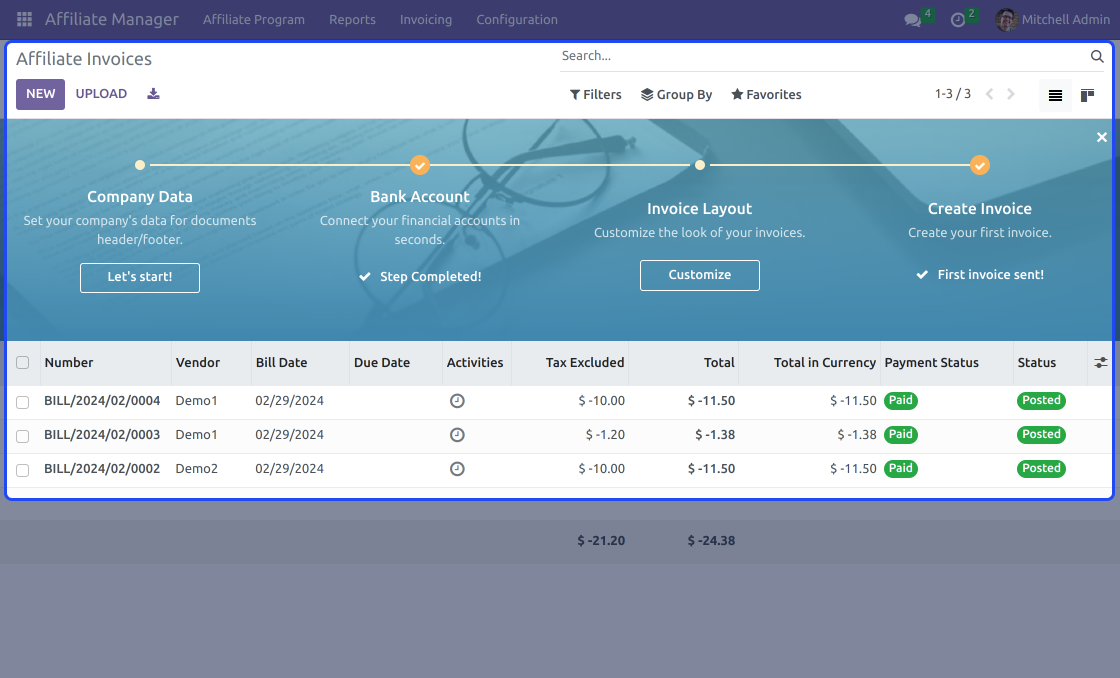 Affiliate Manager Affiliate Program Reports Invoicing Configuration 4 2 Mitchell Admin
Affiliate Invoices Search...
NEW UPLOAD Filters Group By Favorites 1-3 / 3
Company Data Bank Account Invoice Layout Create Invoice
Set your company's data for documents Connect your financial accounts in Customize the look of your invoices. Create your first invoice.
header/footer. seconds.
Let's start! Step Completed! Customize First invoice sent!
Number Vendor Bill Date Due Date Activities Tax Excluded Total Total in Currency Payment Status Status
BILL/2024/02/0004 Demo1 02/29/2024 $ -10.00 $ -11.50 $ -11.50 Paid Posted
BILL/2024/02/0003 Demo1 02/29/2024 $ -1.20 $ -1.38 $ -1.38 Paid Posted
BILL/2024/02/0002 Demo2 02/29/2024 $ -10.00 $ -11.50 $ -11.50 Paid Posted
$ -21.20 $ -24.38